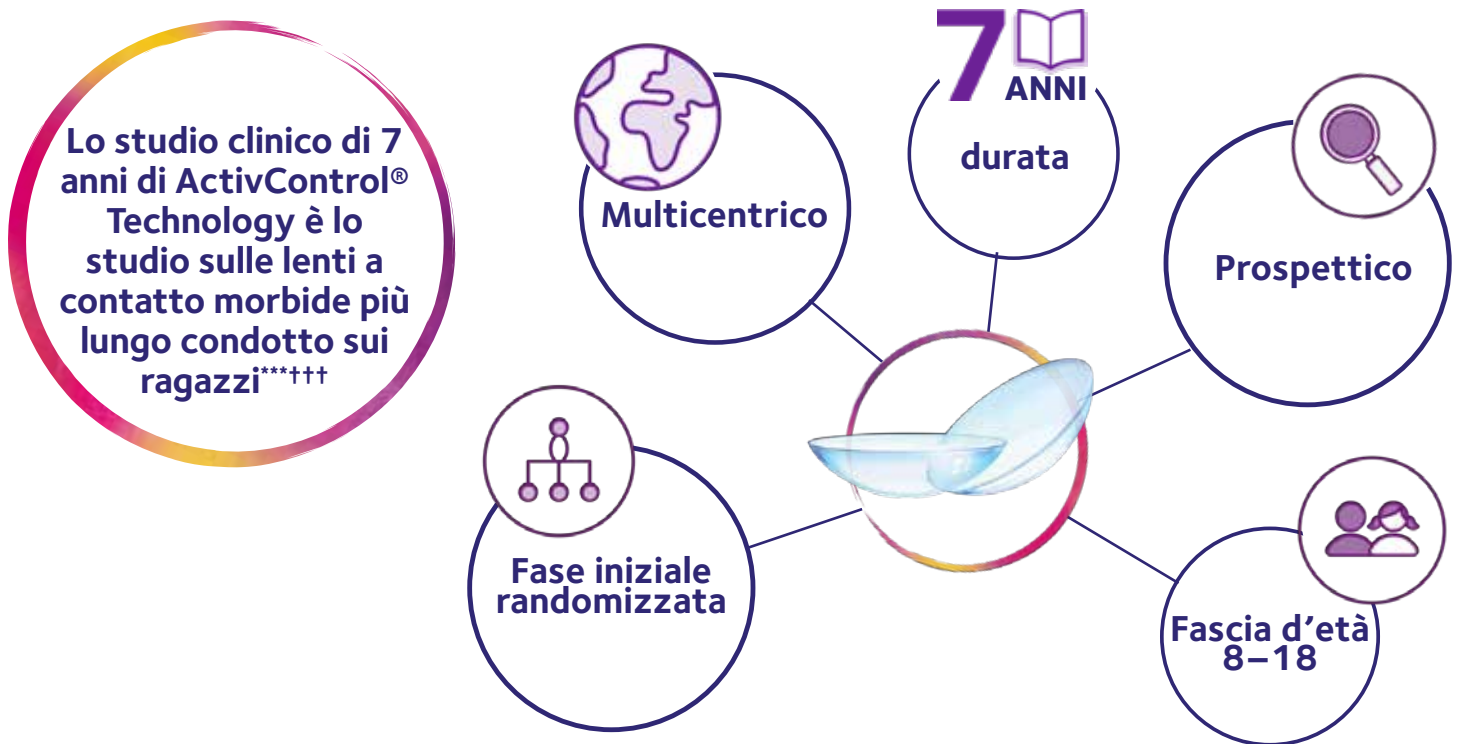 Lo studio clinico di 7
anni di ActivControl®
Technology è lo
studio sulle lenti a
contatto morbide più
lungo condotto sui
ragazzi***†††
Multicentrico
7
ANNI
durata
Prospettico
Fase iniziale
randomizzata
Fascia d’età
8–18